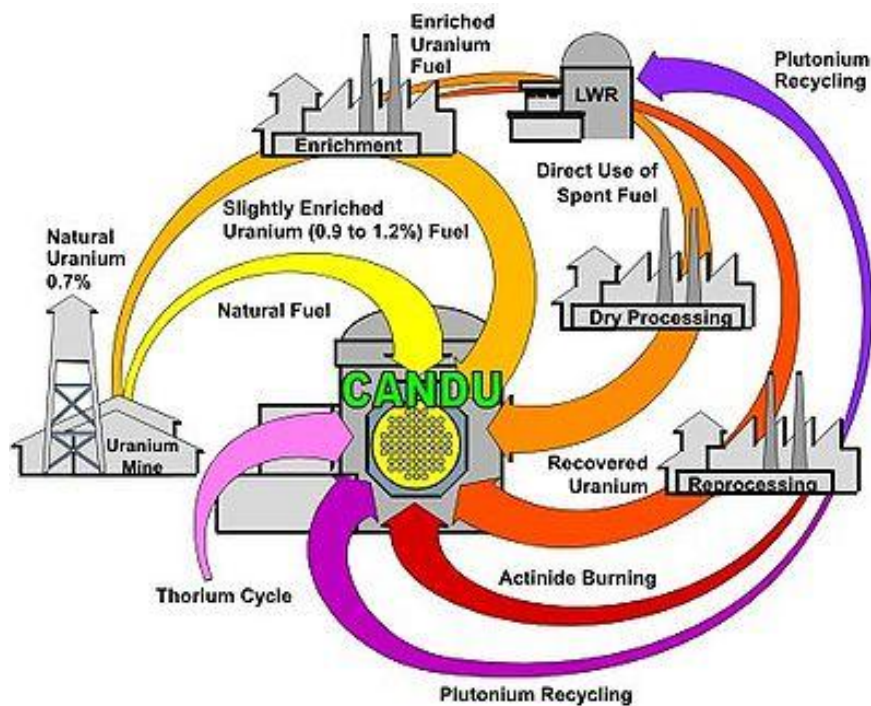 Enriched
Uranium
Fuel
LWR
Plutonium
Recycling
Enrichment
Direct Use of
Spent Fuel
Slightly Enriched
Uranium (0.9 to 1.2%) Fuel
Natural
Uranium
0.7%
Natural Fuel
Dry Processing
CANDU
Uranium
Mine
Recovered
Uranium
Reprocessing
Actinide Burning
Thorium Cycle
Plutonium Recycling